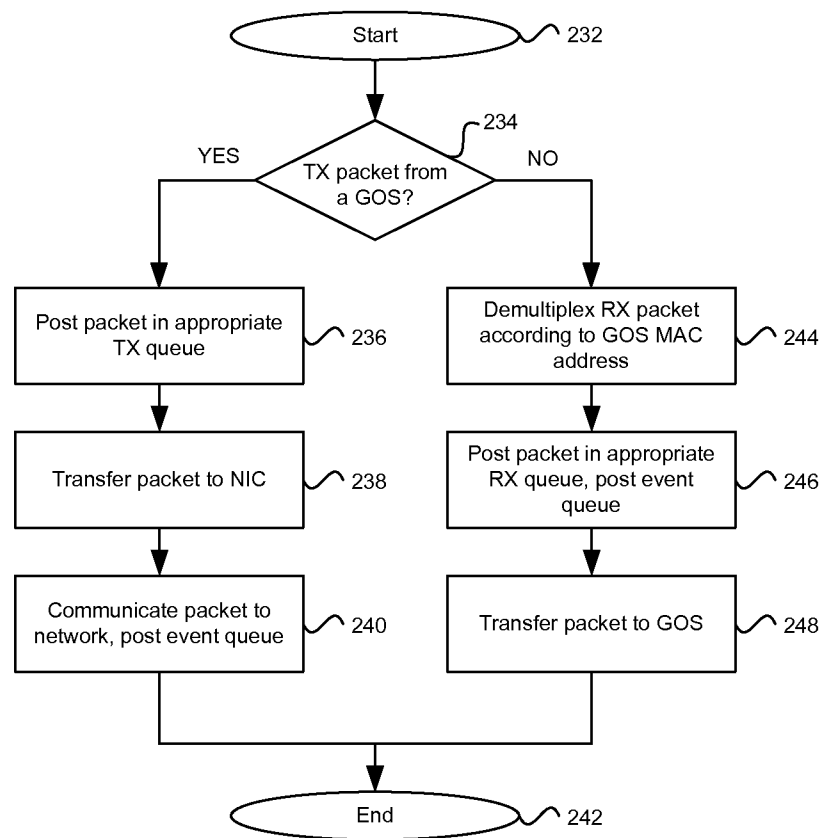 Start
232
234
YES
NO
TX packet from
a GOS?
Post packet in appropriate
TX queue
236
Demultiplex RX packet
according to GOS MAC
address
244
Transfer packet to NIC
238
Post packet in appropriate
RX queue, post event
queue
246
Communicate packet to
network, post event queue
240
Transfer packet to GOS
248
End
242